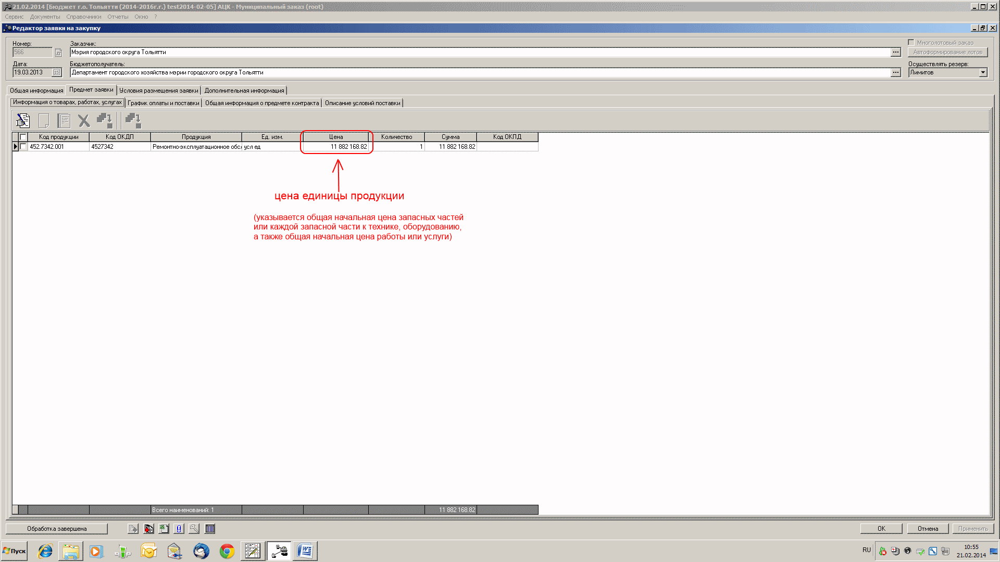 21.02.2014 [Бюджет г.о. Тольятти (2014-2016г.г.) test2014-02-05] АЦК - Муниципальный заказ (root)
Сервис Документы Справочники Отчеты Окно ?
Редактор заявки на закупку
Номер: Заказчик: Многолотовый заказ
566 Мэрия городского округа Тольятти ... Автоформирование лотов
Дата: Бюджетополучатель: Осуществлять резерв:
19.03.2013 15 Департамент городского хозяйства мэрии городского округа Тольятти ... Лимитов
Общая информация Предмет заявки Условия размещения заявки Дополнительная информация
Информация о товарах, работах, услугах График оплаты и поставки Общая информация о предмете контракта Описание условий поставки
Код продукции Код ОКДП Продукция Ед. изм. Цена Количество Сумма Код ОКПД
452.7342.001 4527342 Ремонтно-эксплуатационное обс усл ед 11 882 168.82 1 11 882 168.82
цена единицы продукции
(указывается общая начальная цена запасных частей
или каждой запасной части к технике, оборудованию,
а также общая начальная цена работы или услуги)
Всего наименований: 1 11 882 168.82
Обработка завершена OK Отмена Применить
Пуск RU 10:55
21.02.2014